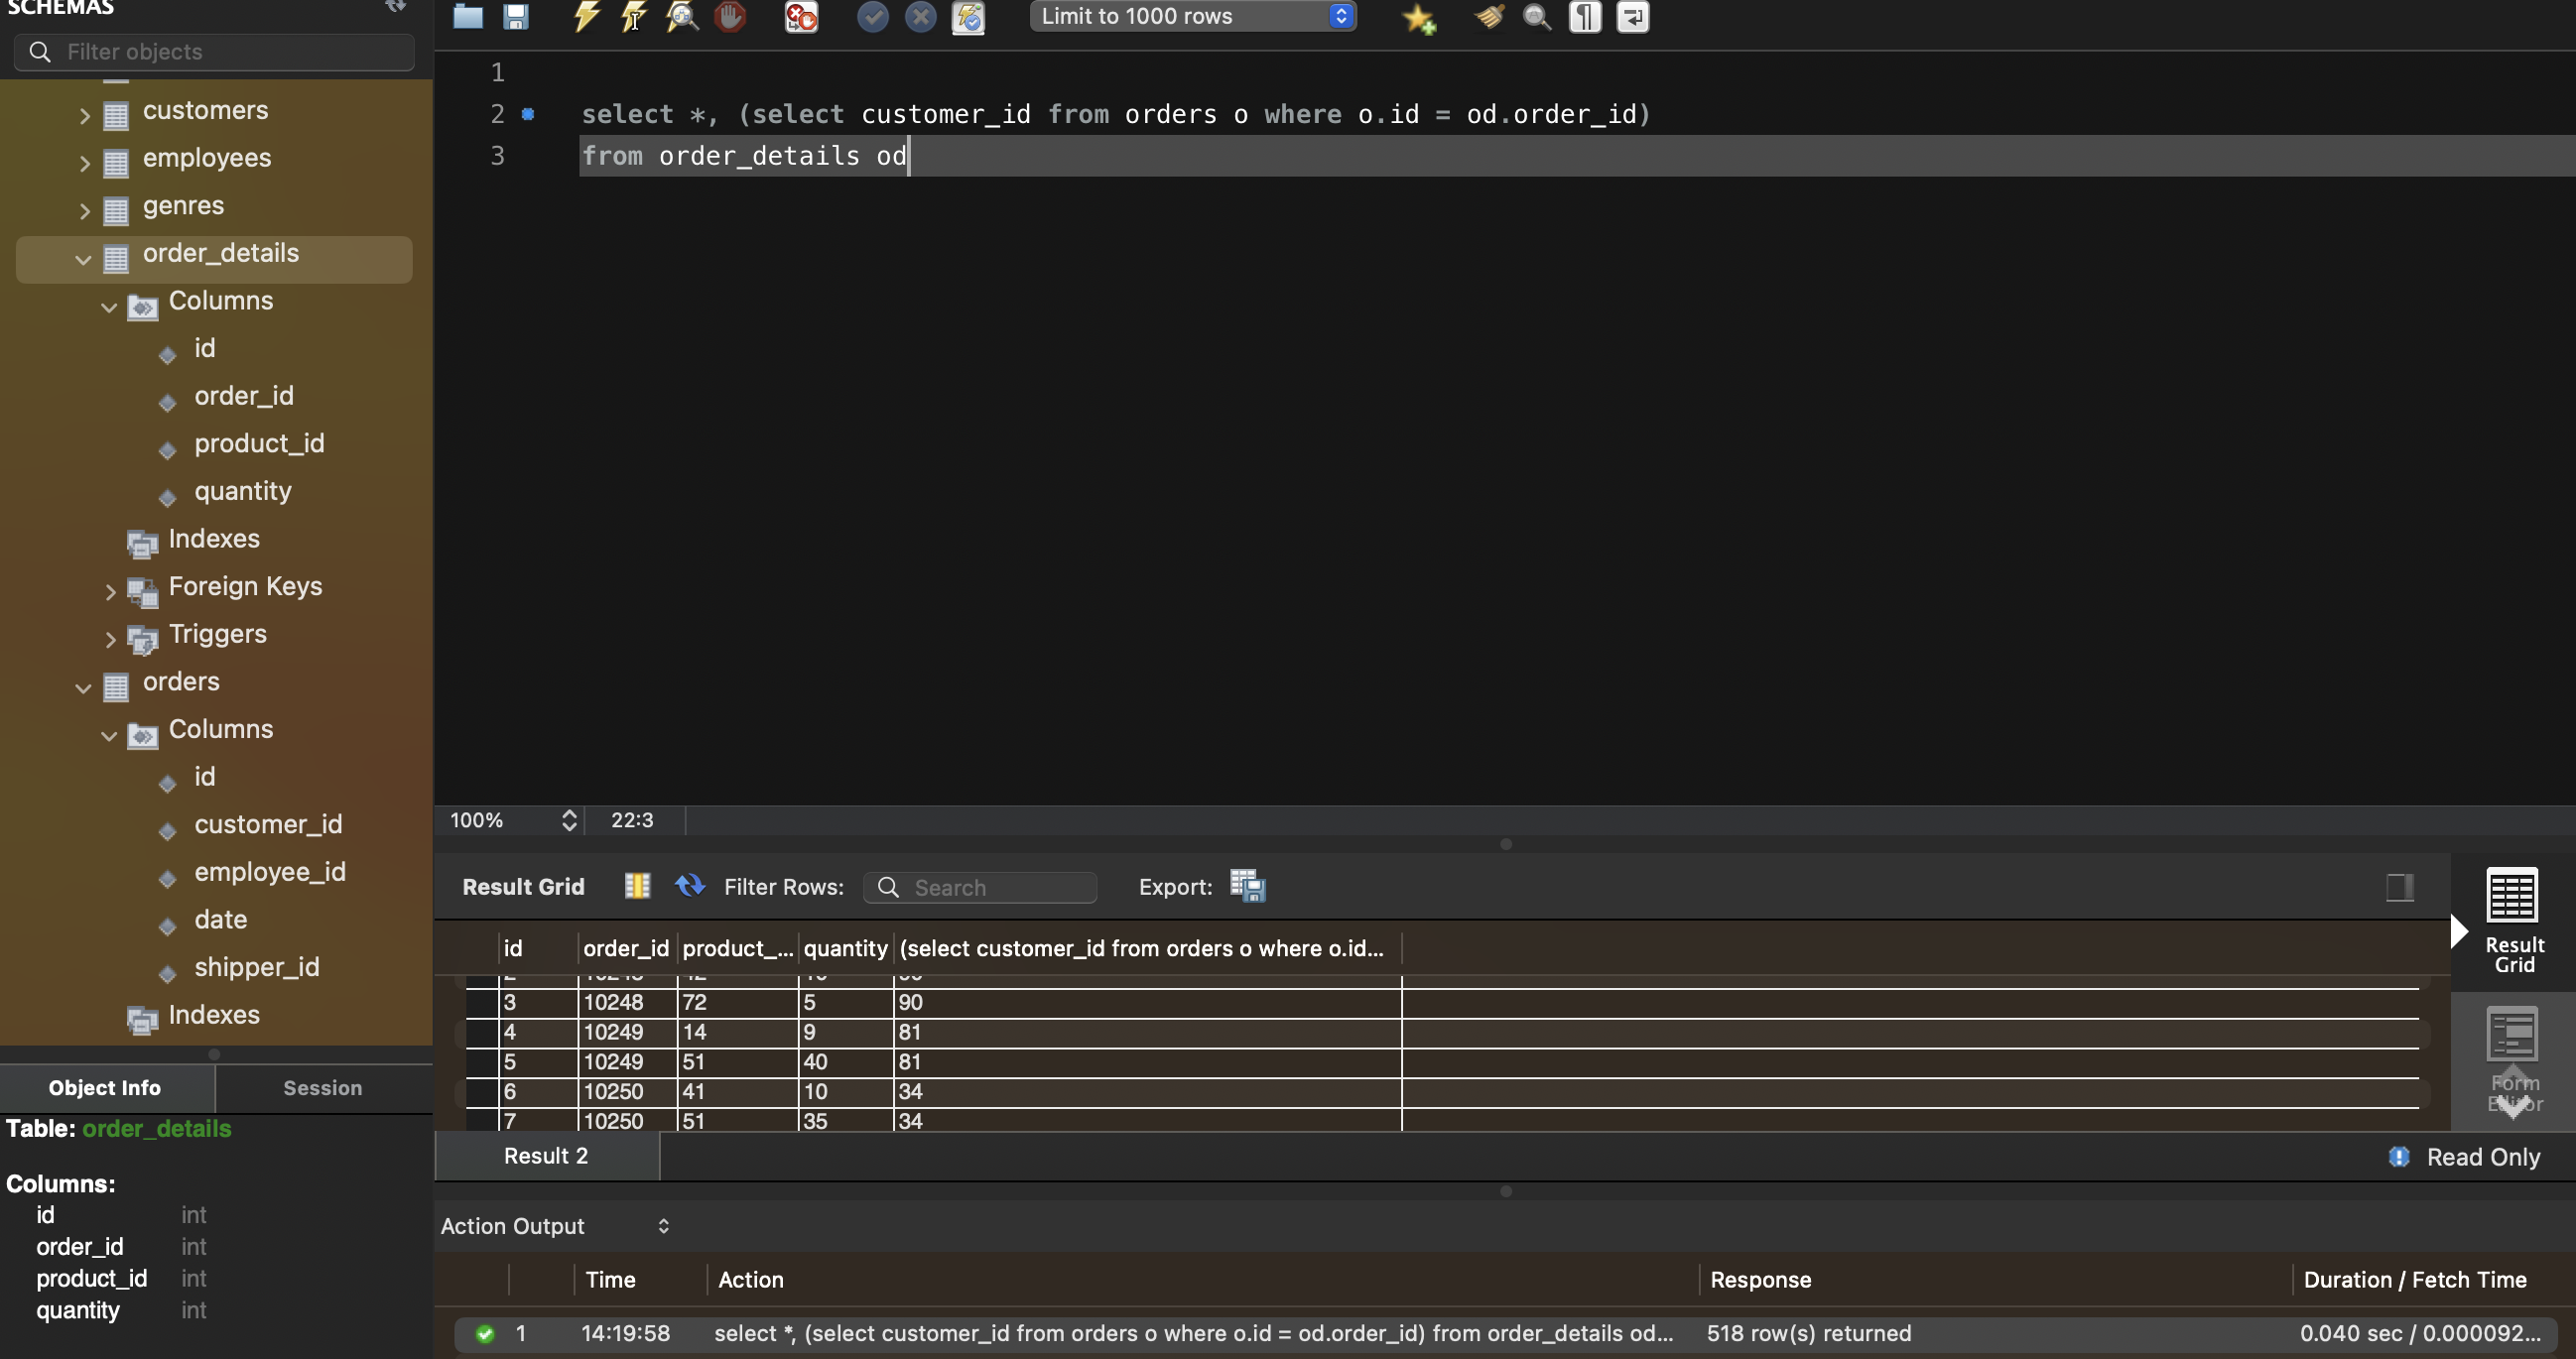 SCHEMAS
Filter objects
customers
employees
genres
order_details
Columns
id
order_id
product_id
quantity
Indexes
Foreign Keys
Triggers
orders
Columns
id
customer_id
employee_id
date
shipper_id
Indexes
Object Info Session
Table: order_details
Columns:
id int
order_id int
product_id int
quantity int
Limit to 1000 rows
1
2 select *, (select customer_id from orders o where o.id = od.order_id)
3 from order_details od
100% 22:3
Result Grid Filter Rows: Search Export:
id order_id product_... quantity (select customer_id from orders o where o.id...
3 10248 72 5 90
4 10249 14 9 81
5 10249 51 40 81
6 10250 41 10 34
7 10250 51 35 34
Result
Grid
Form
Editor
Result 2 Read Only
Action Output
Time Action Response Duration / Fetch Time
1 14:19:58 select *, (select customer_id from orders o where o.id = od.order_id) from order_details od... 518 row(s) returned 0.040 sec / 0.000092...